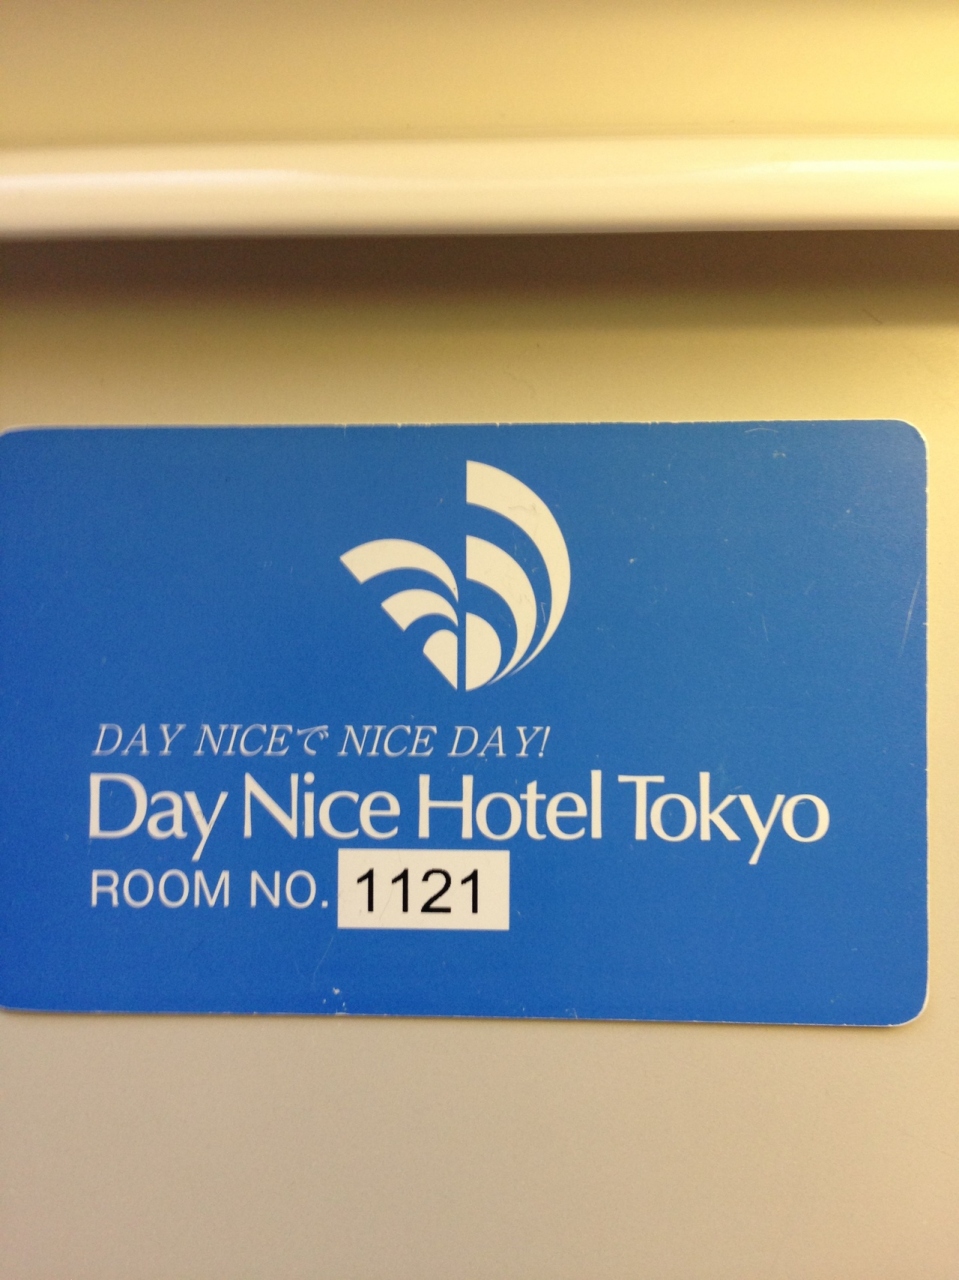 DAY NICEで NICE DAY!
Day Nice Hotel Tokyo
ROOM NO. 1121